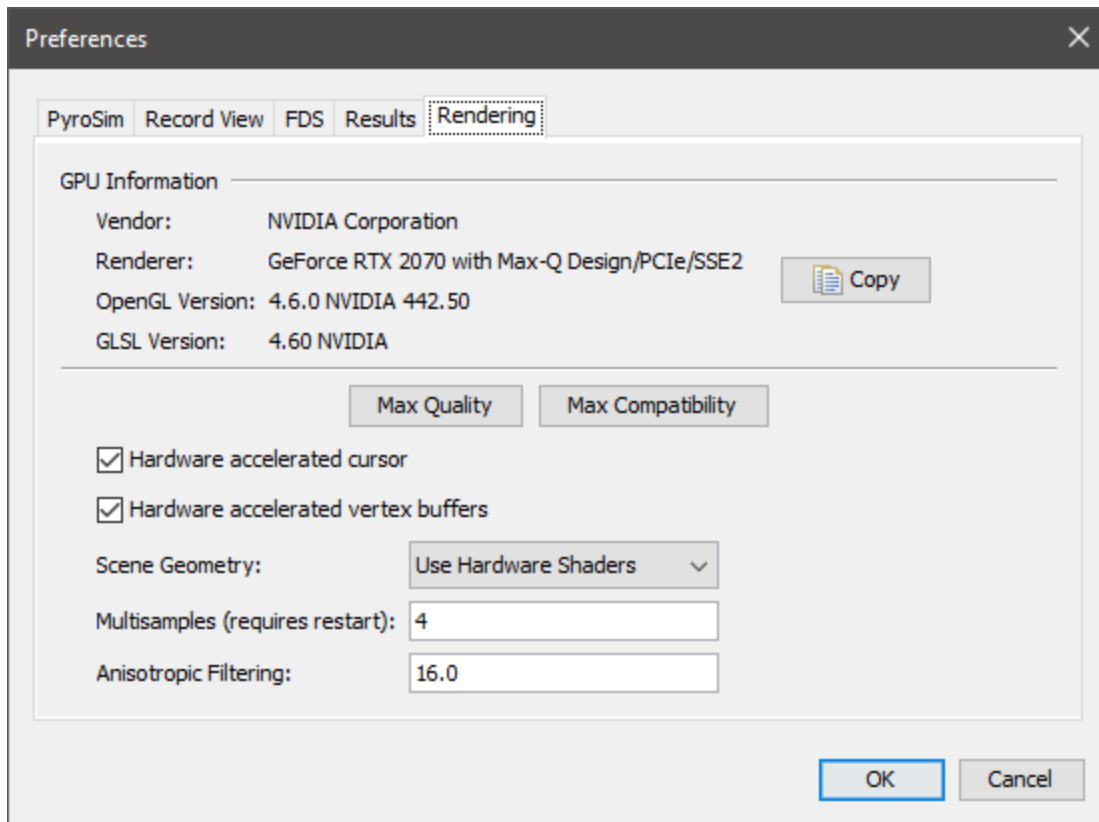 Preferences
PyroSim Record View FDS Results Rendering
GPU Information
Vendor: NVIDIA Corporation
Renderer: GeForce RTX 2070 with Max-Q Design/PCIe/SSE2
Copy
OpenGL Version: 4.6.0 NVIDIA 442.50
GLSL Version: 4.60 NVIDIA
Max Quality Max Compatibility
Hardware accelerated cursor
Hardware accelerated vertex buffers
Scene Geometry: Use Hardware Shaders
Multisamples (requires restart): 4
Anisotropic Filtering: 16.0
OK Cancel